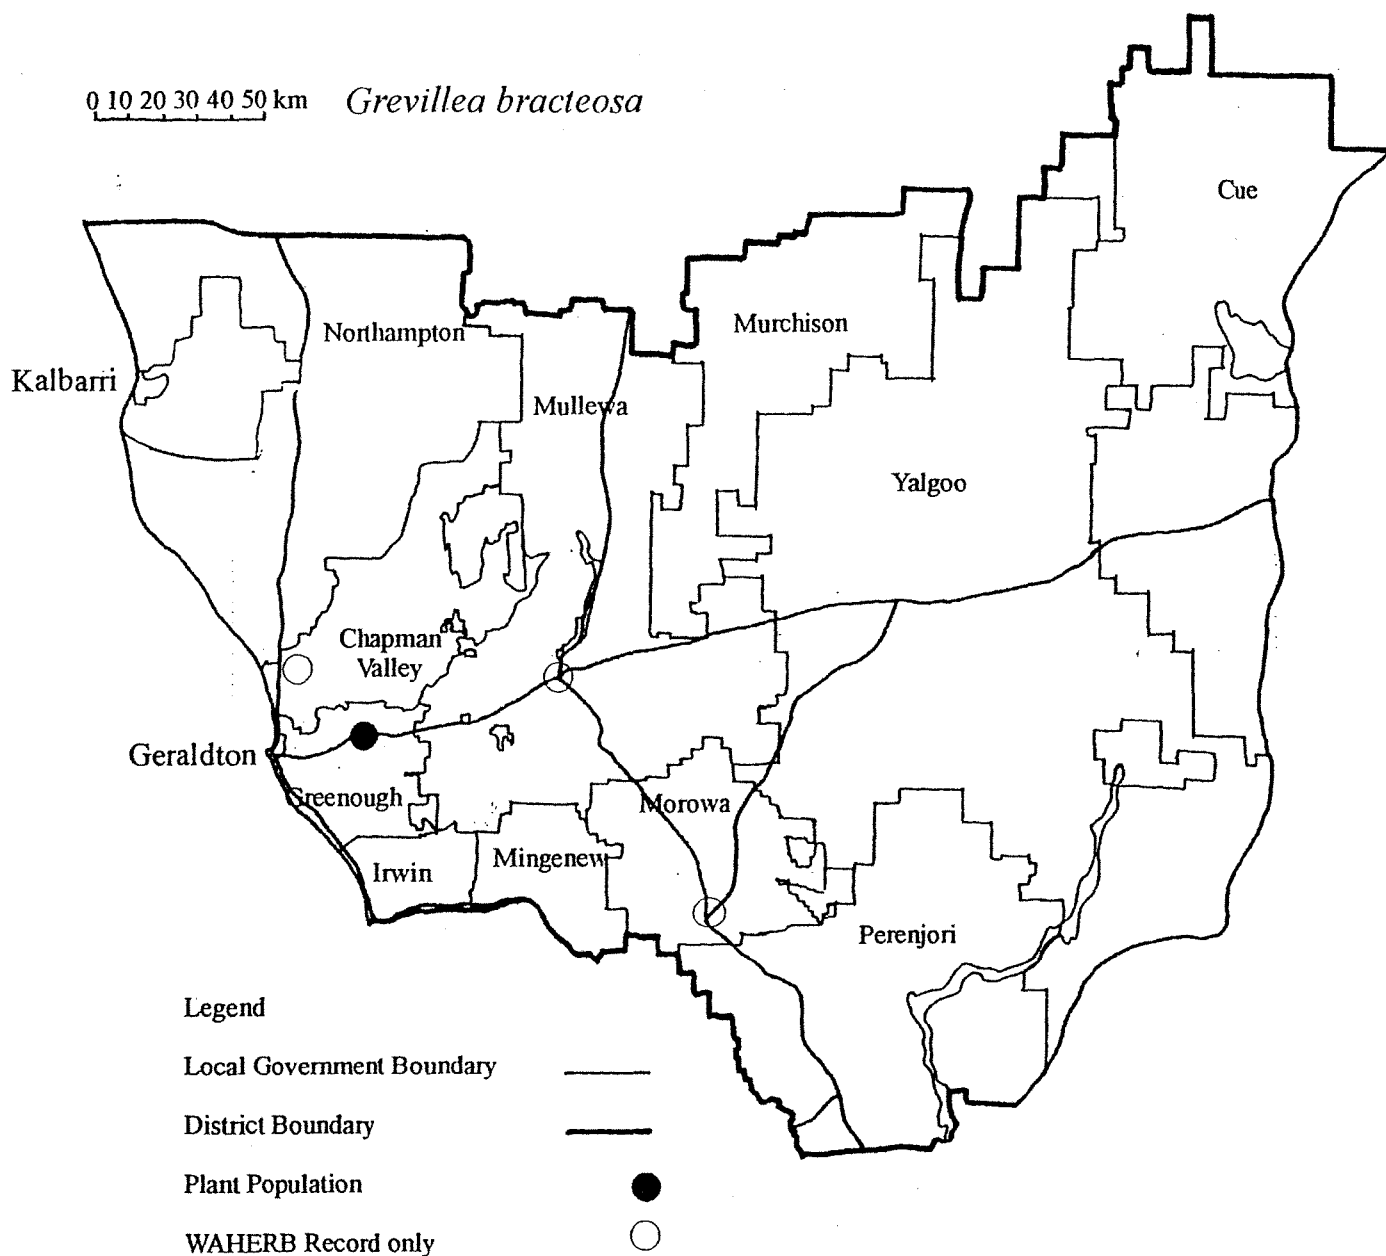 0 10 20 30 40 50 km
Grevillea bracteosa
Cue
Northampton
Murchison
Kalbarri
Mullewa
Yalgoo
Chapman
Valley
Geraldton
Greenough
Morowa
Irwin
Mingenew
Perenjori
Legend
Local Government Boundary
District Boundary
Plant Population
WAHERB Record only